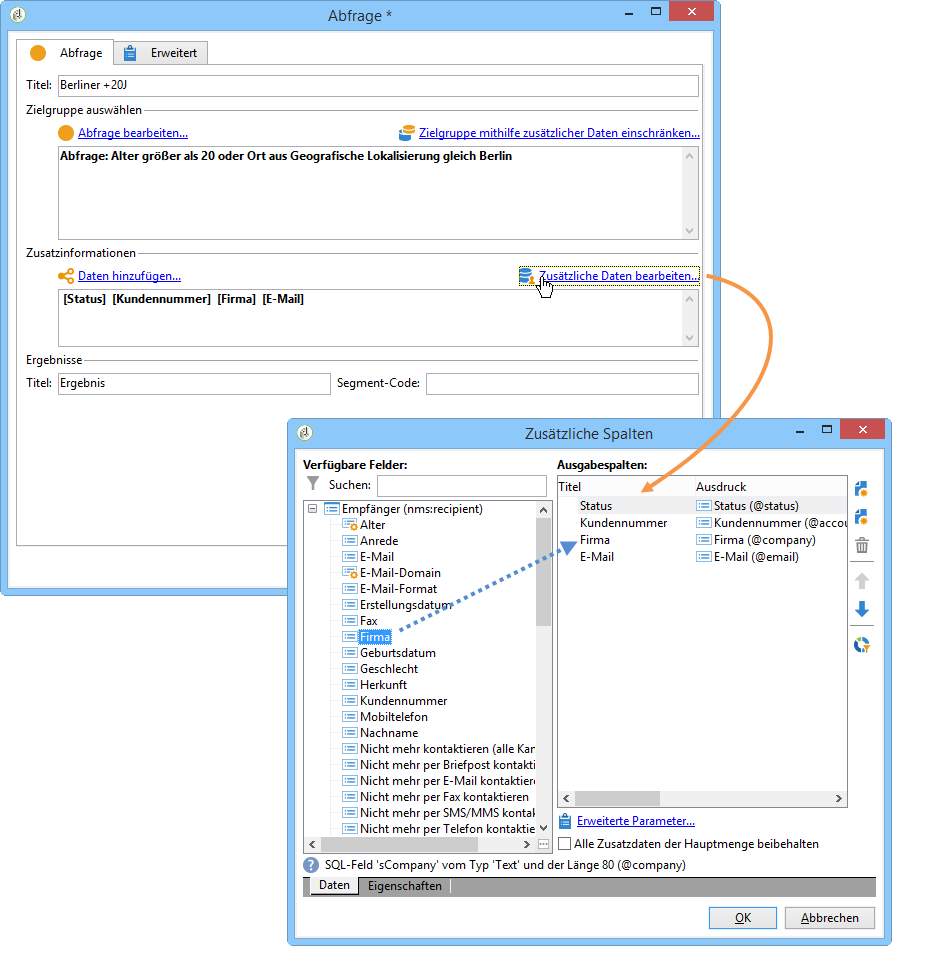 Abfrage *
Abfrage
Erweitert
Titel: Berliner +20J
Zielgruppe auswählen
Abfrage bearbeiten...
Zielgruppe mithilfe zusätzlicher Daten einschränken...
Abfrage: Alter größer als 20 oder Ort aus Geografische Lokalisierung gleich Berlin
Zusatzinformationen
Daten hinzufügen...
Zusätzliche Daten bearbeiten...
[Status] [Kundennummer] [Firma] [E-Mail]
Ergebnisse
Titel: Ergebnis
Segment-Code:
Zusätzliche Spalten
Verfügbare Felder:
Suchen:
Empfänger (nms:recipient)
Alter
Anrede
E-Mail
E-Mail-Domain
E-Mail-Format
Erstellungsdatum
Fax
Firma
Geburtsdatum
Geschlecht
Herkunft
Kundennummer
Mobiltelefon
Nachname
Nicht mehr kontaktieren (alle Kan
Nicht mehr per Briefpost kontakti
Nicht mehr per E-Mail kontaktiere
Nicht mehr per Fax kontaktieren
Nicht mehr per SMS/MMS kontak
Nicht mehr per Telefon kontaktie
Ausgabespalten:
Titel Ausdruck
Status Status (@status)
Kundennummer Kundennummer (@accou
Firma Firma (@company)
E-Mail E-Mail (@email)
Erweiterte Parameter...
Alle Zusatzdaten der Hauptmenge beibehalten
SQL-Feld 'sCompany' vom Typ 'Text' und der Länge 80 (@company)
Daten
Eigenschaften
OK
Abbrechen